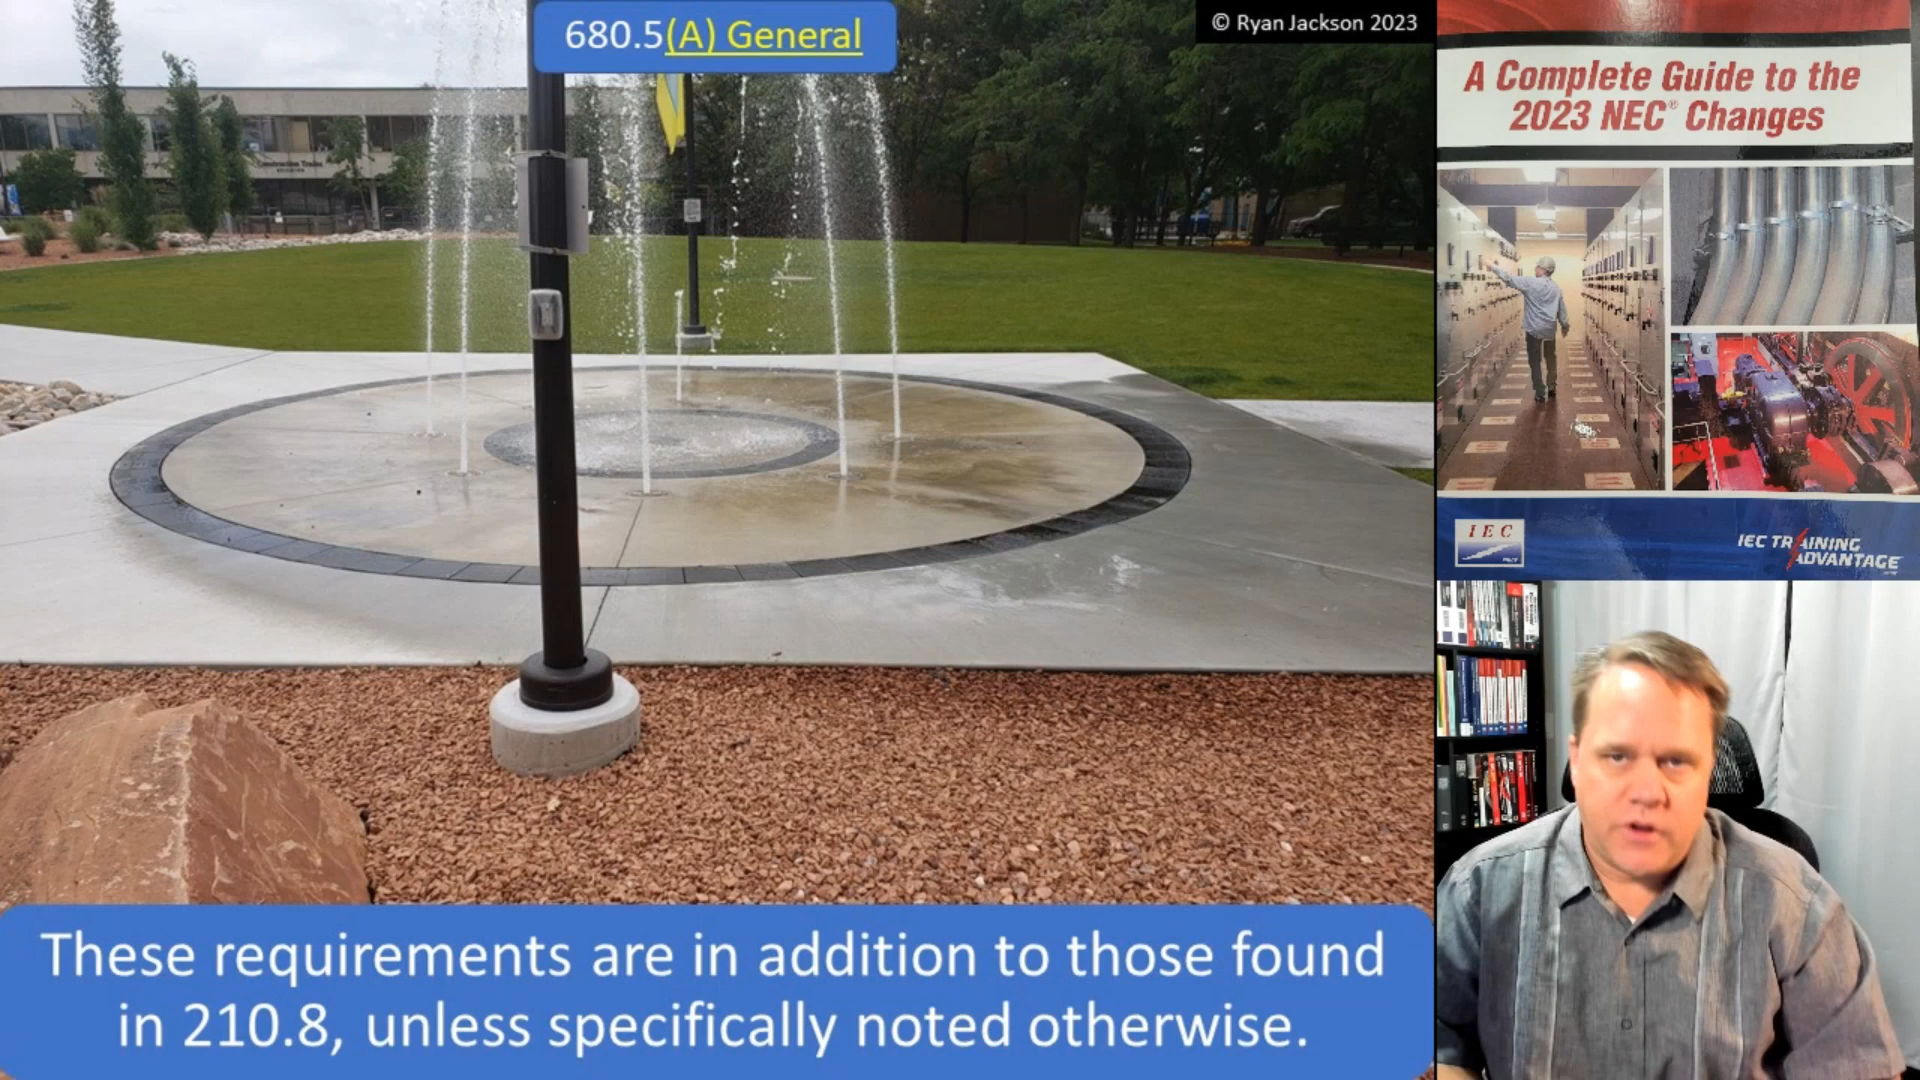 680.5(A) General
© Ryan Jackson 2023
A Complete Guide to the
2023 NEC® Changes
IEC
IEC TRAINING
ADVANTAGE
These requirements are in addition to those found
in 210.8, unless specifically noted otherwise.